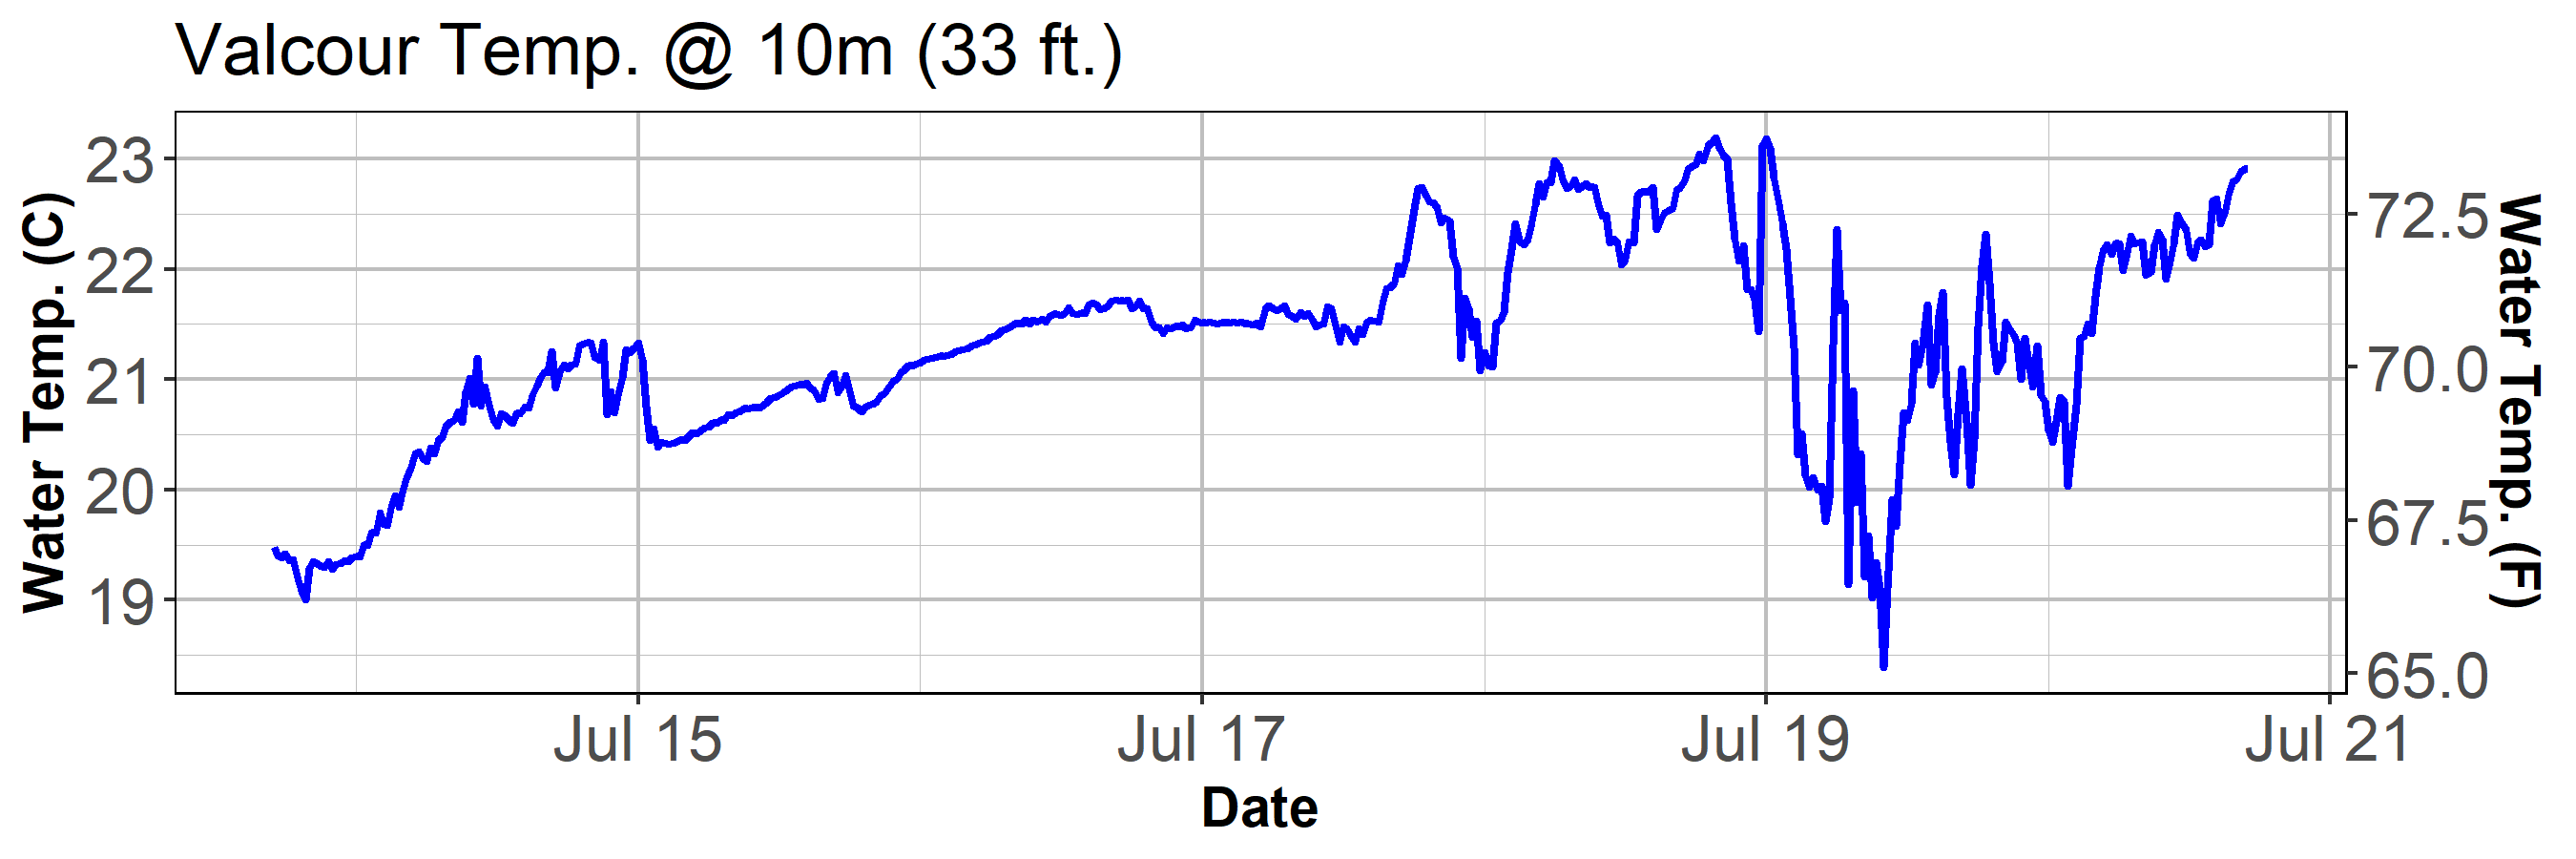 Valcour Temp. @ 10m (33 ft.)
Water Temp. (C)
23
22
21
20
19
72.5
70.0
67.5
65.0
Water Temp. (F)
Jul 15
Jul 17
Jul 19
Jul 21
Date